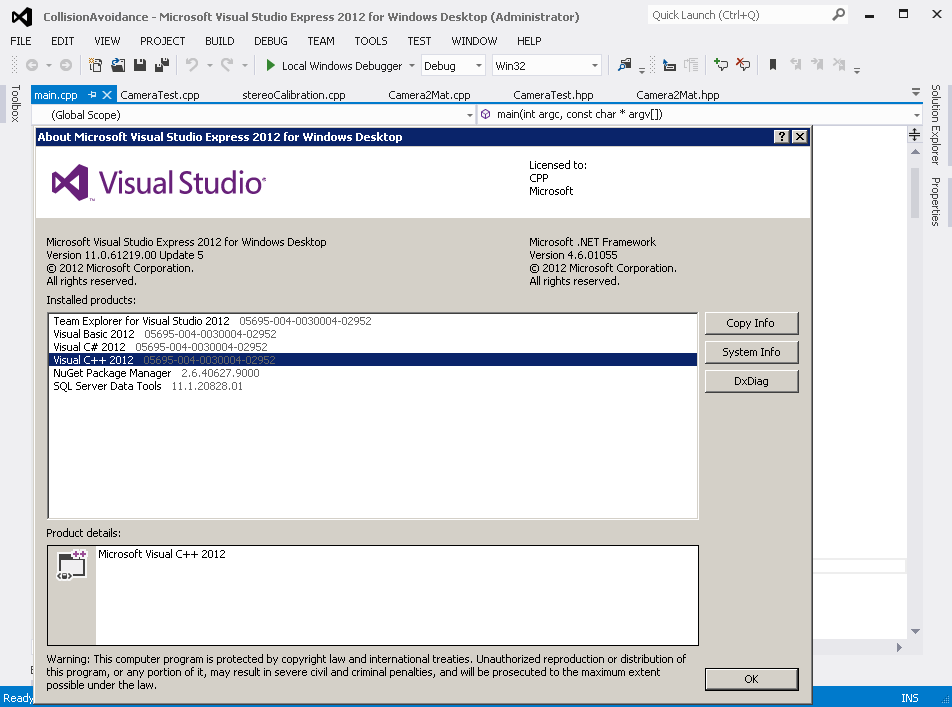 CollisionAvoidance - Microsoft Visual Studio Express 2012 for Windows Desktop (Administrator)
Quick Launch (Ctrl+Q)
FILE EDIT VIEW PROJECT BUILD DEBUG TEAM TOOLS TEST WINDOW HELP
Local Windows Debugger Debug Win32
Toolbox
main.cpp CameraTest.cpp stereoCalibration.cpp Camera2Mat.cpp CameraTest.hpp Camera2Mat.hpp
(Global Scope) main(int argc, const char * argv[])
Solution Explorer
Properties
About Microsoft Visual Studio Express 2012 for Windows Desktop
Visual Studio
Licensed to:
CPP
Microsoft
Microsoft Visual Studio Express 2012 for Windows Desktop
Version 11.0.61219.00 Update 5
© 2012 Microsoft Corporation.
All rights reserved.
Microsoft .NET Framework
Version 4.6.01055
© 2012 Microsoft Corporation.
All rights reserved.
Installed products:
Team Explorer for Visual Studio 2012 05695-004-0030004-02952
Visual Basic 2012 05695-004-0030004-02952
Visual C# 2012 05695-004-0030004-02952
Visual C++ 2012 05695-004-0030004-02952
NuGet Package Manager 2.6.40627.9000
SQL Server Data Tools 11.1.20828.01
Copy Info
System Info
DxDiag
Product details:
Microsoft Visual C++ 2012
Warning: This computer program is protected by copyright law and international treaties. Unauthorized reproduction or distribution of
this program, or any portion of it, may result in severe civil and criminal penalties, and will be prosecuted to the maximum extent
possible under the law.
OK
Ready
INS